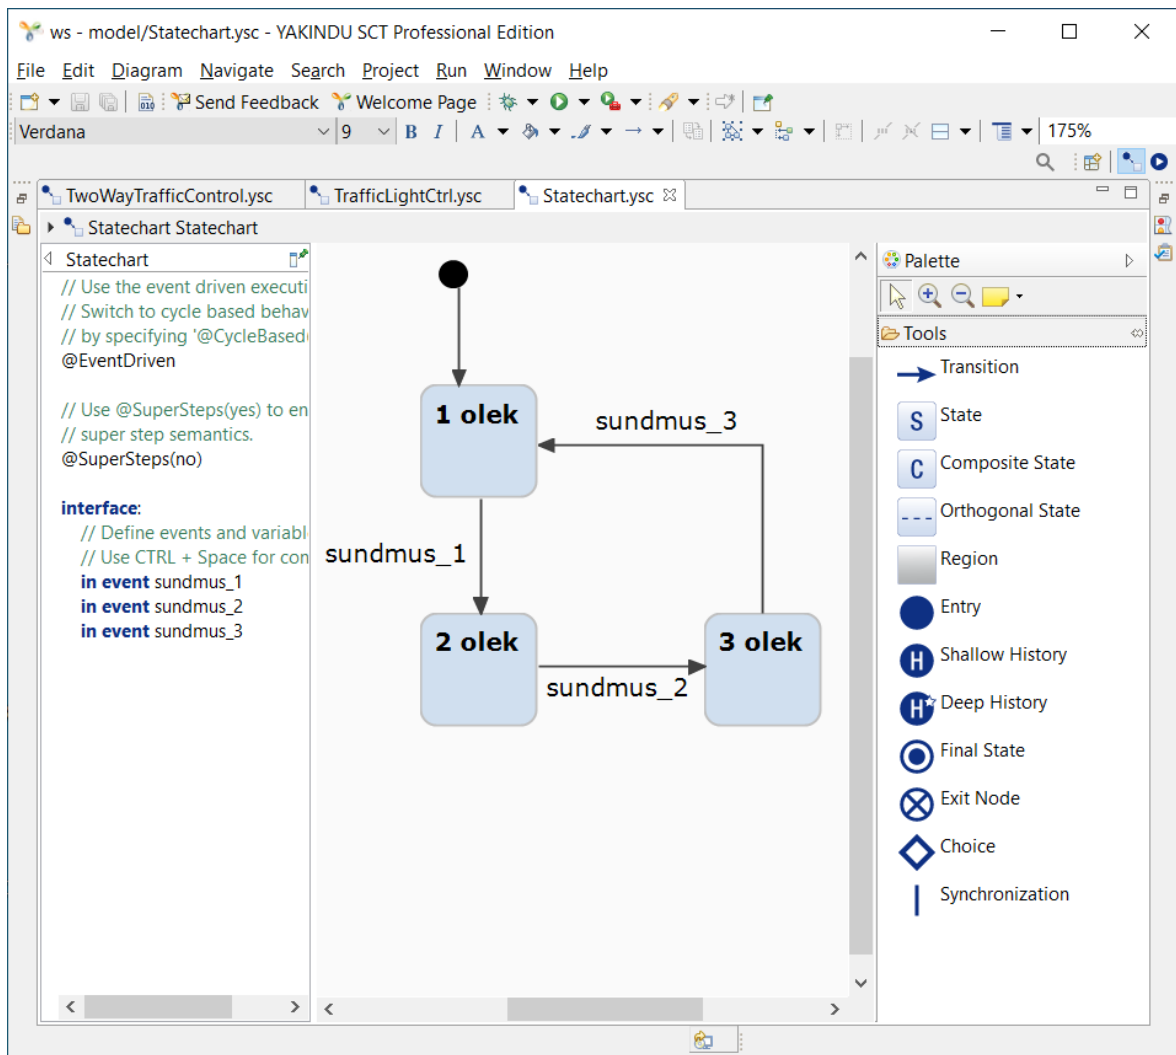 ws - model/Statechart.ysc - YAKINDU SCT Professional Edition
File Edit Diagram Navigate Search Project Run Window Help
010 Send Feedback Welcome Page
Verdana 9 B I A 175%
TwoWayTrafficControl.ysc TrafficLightCtrl.ysc Statechart.ysc
Statechart Statechart
Statechart
// Use the event driven executi
// Switch to cycle based behav
// by specifying '@CycleBased(
@EventDriven
// Use @SuperSteps(yes) to en
// super step semantics.
@SuperSteps(no)
interface:
// Define events and variabl
// Use CTRL + Space for con
in event sundmus_1
in event sundmus_2
in event sundmus_3
1 olek
sundmus_3
sundmus_1
2 olek
3 olek
sundmus_2
Palette
Tools
Transition
S State
C Composite State
Orthogonal State
Region
Entry
H Shallow History
H Deep History
Final State
Exit Node
Choice
Synchronization